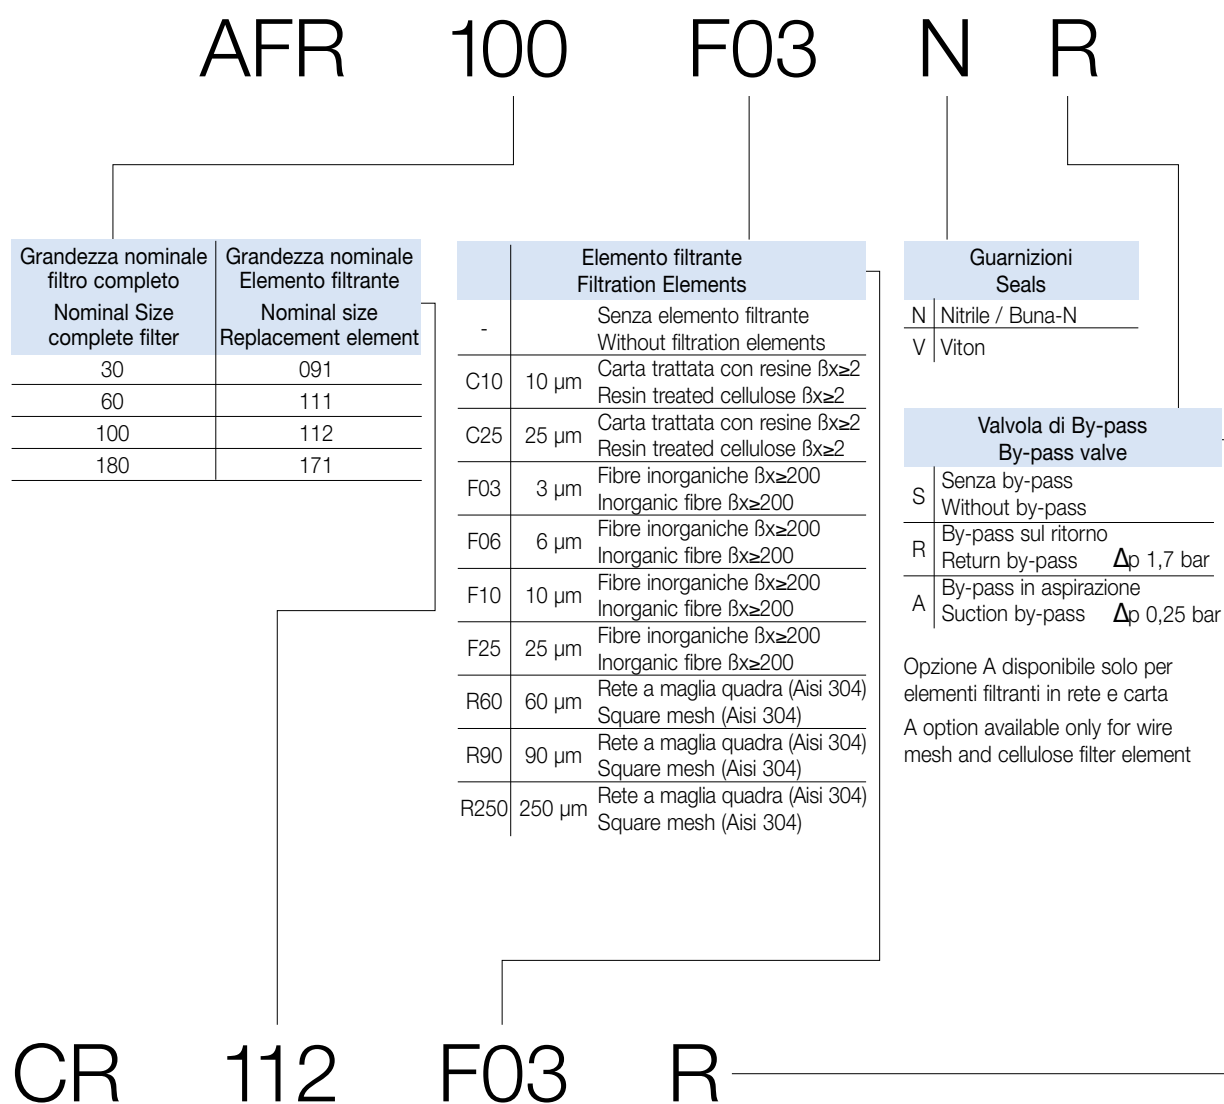 AFR 100 F03 N R
Grandezza nominale
filtro completo
Nominal Size
complete filter
Grandezza nominale
Elemento filtrante
Nominal size
Replacement element
30 091
60 111
100 112
180 171
Elemento filtrante
Filtration Elements
- Senza elemento filtrante
Without filtration elements
C10 10 µm Carta trattata con resine ßx≥2
Resin treated cellulose ßx≥2
C25 25 µm Carta trattata con resine ßx≥2
Resin treated cellulose ßx≥2
F03 3 µm Fibre inorganiche ßx≥200
Inorganic fibre ßx≥200
F06 6 µm Fibre inorganiche ßx≥200
Inorganic fibre ßx≥200
F10 10 µm Fibre inorganiche ßx≥200
Inorganic fibre ßx≥200
F25 25 µm Fibre inorganiche ßx≥200
Inorganic fibre ßx≥200
R60 60 µm Rete a maglia quadra (Aisi 304)
Square mesh (Aisi 304)
R90 90 µm Rete a maglia quadra (Aisi 304)
Square mesh (Aisi 304)
R250 250 µm Rete a maglia quadra (Aisi 304)
Square mesh (Aisi 304)
Guarnizioni
Seals
N Nitrile / Buna-N
V Viton
Valvola di By-pass
By-pass valve
S Senza by-pass
Without by-pass
R By-pass sul ritorno
Return by-pass Δp 1,7 bar
A By-pass in aspirazione
Suction by-pass Δp 0,25 bar
Opzione A disponibile solo per
elementi filtranti in rete e carta
A option available only for wire
mesh and cellulose filter element
CR 112 F03 R